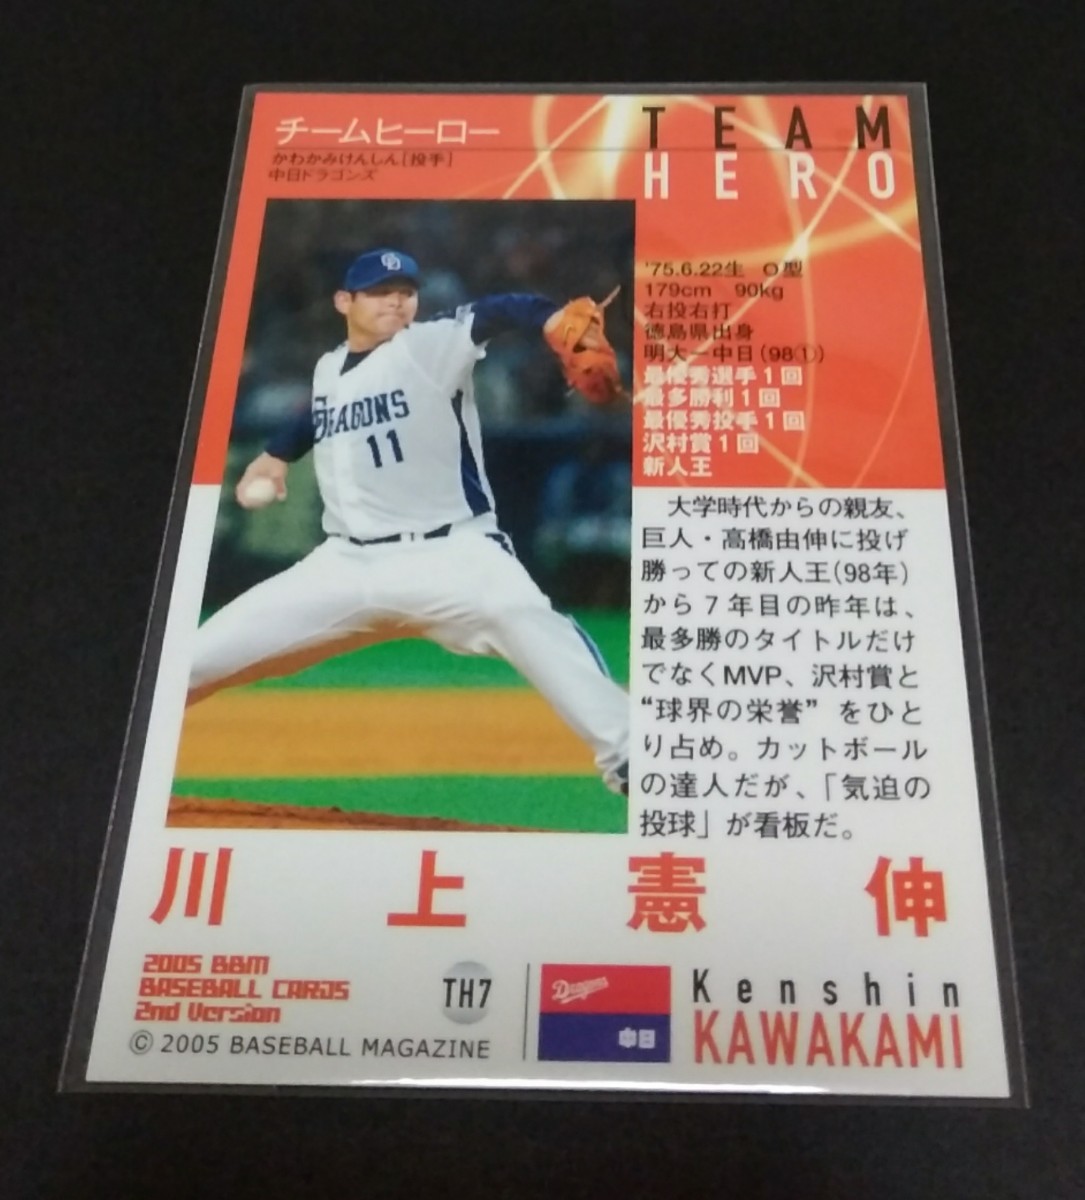 チームヒーロー
かわかみけんしん[投手]
中日ドラゴンズ
TEAM
HERO
CD
DRAGONS
11
'75.6.22生 O型
179cm 90kg
右投右打
徳島県出身
明大ー中日(98①)
最優秀選手1回
最多勝利1回
最優秀投手1回
沢村賞1回
新人王
大学時代からの親友、
巨人・高橋由伸に投げ
勝っての新人王(98年)
から7年目の昨年は、
最多勝のタイトルだけ
でなくMVP、沢村賞と
“球界の栄誉”をひと
り占め。カットボール
の達人だが、「気迫の
投球」が看板だ。
川上憲伸
2005 BBM
BASEBALL CARDS
2nd Version
© 2005 BASEBALL MAGAZINE
TH7
Dragons
中日
Kenshin
KAWAKAMI